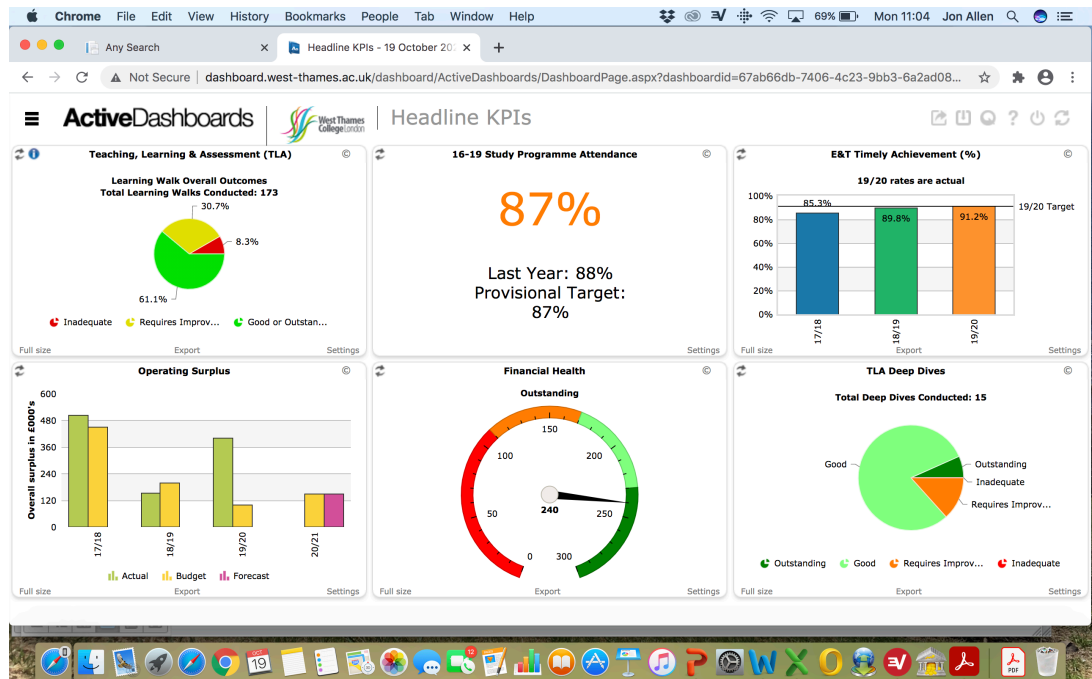 Chrome File Edit View History Bookmarks People Tab Window Help 69% Mon 11:04 Jon Allen
Any Search
Headline KPIs - 19 October 20
Not Secure | dashboard.west-thames.ac.uk/dashboard/ActiveDashboards/DashboardPage.aspx?dashboardid=67ab66db-7406-4c23-9bb3-6a2ad08...
ActiveDashboards
West Thames
College London
Headline KPIs
Teaching, Learning & Assessment (TLA) ©
Learning Walk Overall Outcomes
Total Learning Walks Conducted: 173
30.7%
8.3%
61.1%
Inadequate Requires Improv... Good or Outstan...
Full size Export Settings
16-19 Study Programme Attendance ©
87%
Last Year: 88%
Provisional Target:
87%
Settings
E&T Timely Achievement (%) ©
19/20 rates are actual
100%
80%
60%
40%
20%
0%
85.3%
89.8%
91.2%
19/20 Target
17/18
18/19
19/20
Full size Export Settings
Operating Surplus ©
Overall surplus in £000's
600
480
360
240
120
0
17/18
18/19
19/20
20/21
Actual Budget Forecast
Full size Export Settings
Financial Health ©
Outstanding
0
50
100
150
200
250
300
240
Full size Export Settings
TLA Deep Dives ©
Total Deep Dives Conducted: 15
Good
Outstanding
Inadequate
Requires Improv...
Outstanding Good Requires Improv... Inadequate
Full size Export Settings
OCT
19
12
PDF